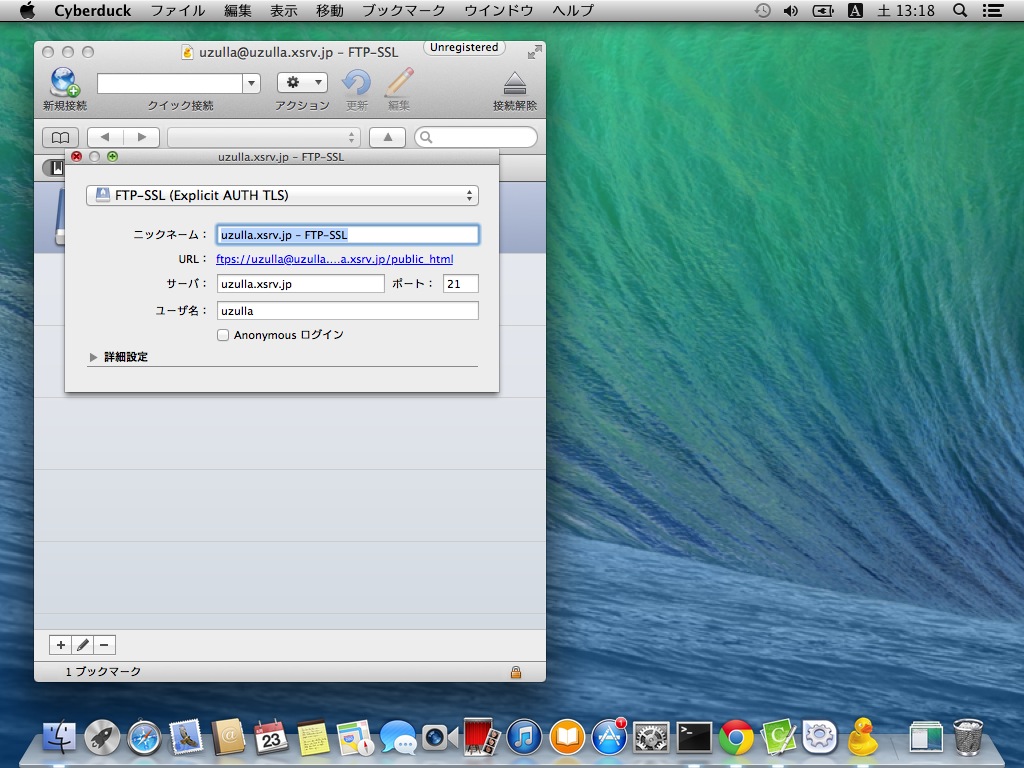 Cyberduck ファイル 編集 表示 移動 ブックマーク ウインドウ ヘルプ A 土 13:18
uzulla@uzulla.xsrv.jp – FTP-SSL Unregistered
新規接続 クイック接続 アクション 更新 編集 接続解除
uzulla.xsrv.jp – FTP-SSL
FTP-SSL (Explicit AUTH TLS)
ニックネーム： uzulla.xsrv.jp – FTP-SSL
URL： ftps://uzulla@uzulla....a.xsrv.jp/public_html
サーバ： uzulla.xsrv.jp ポート： 21
ユーザ名： uzulla
Anonymous ログイン
詳細設定
1 ブックマーク
23
1